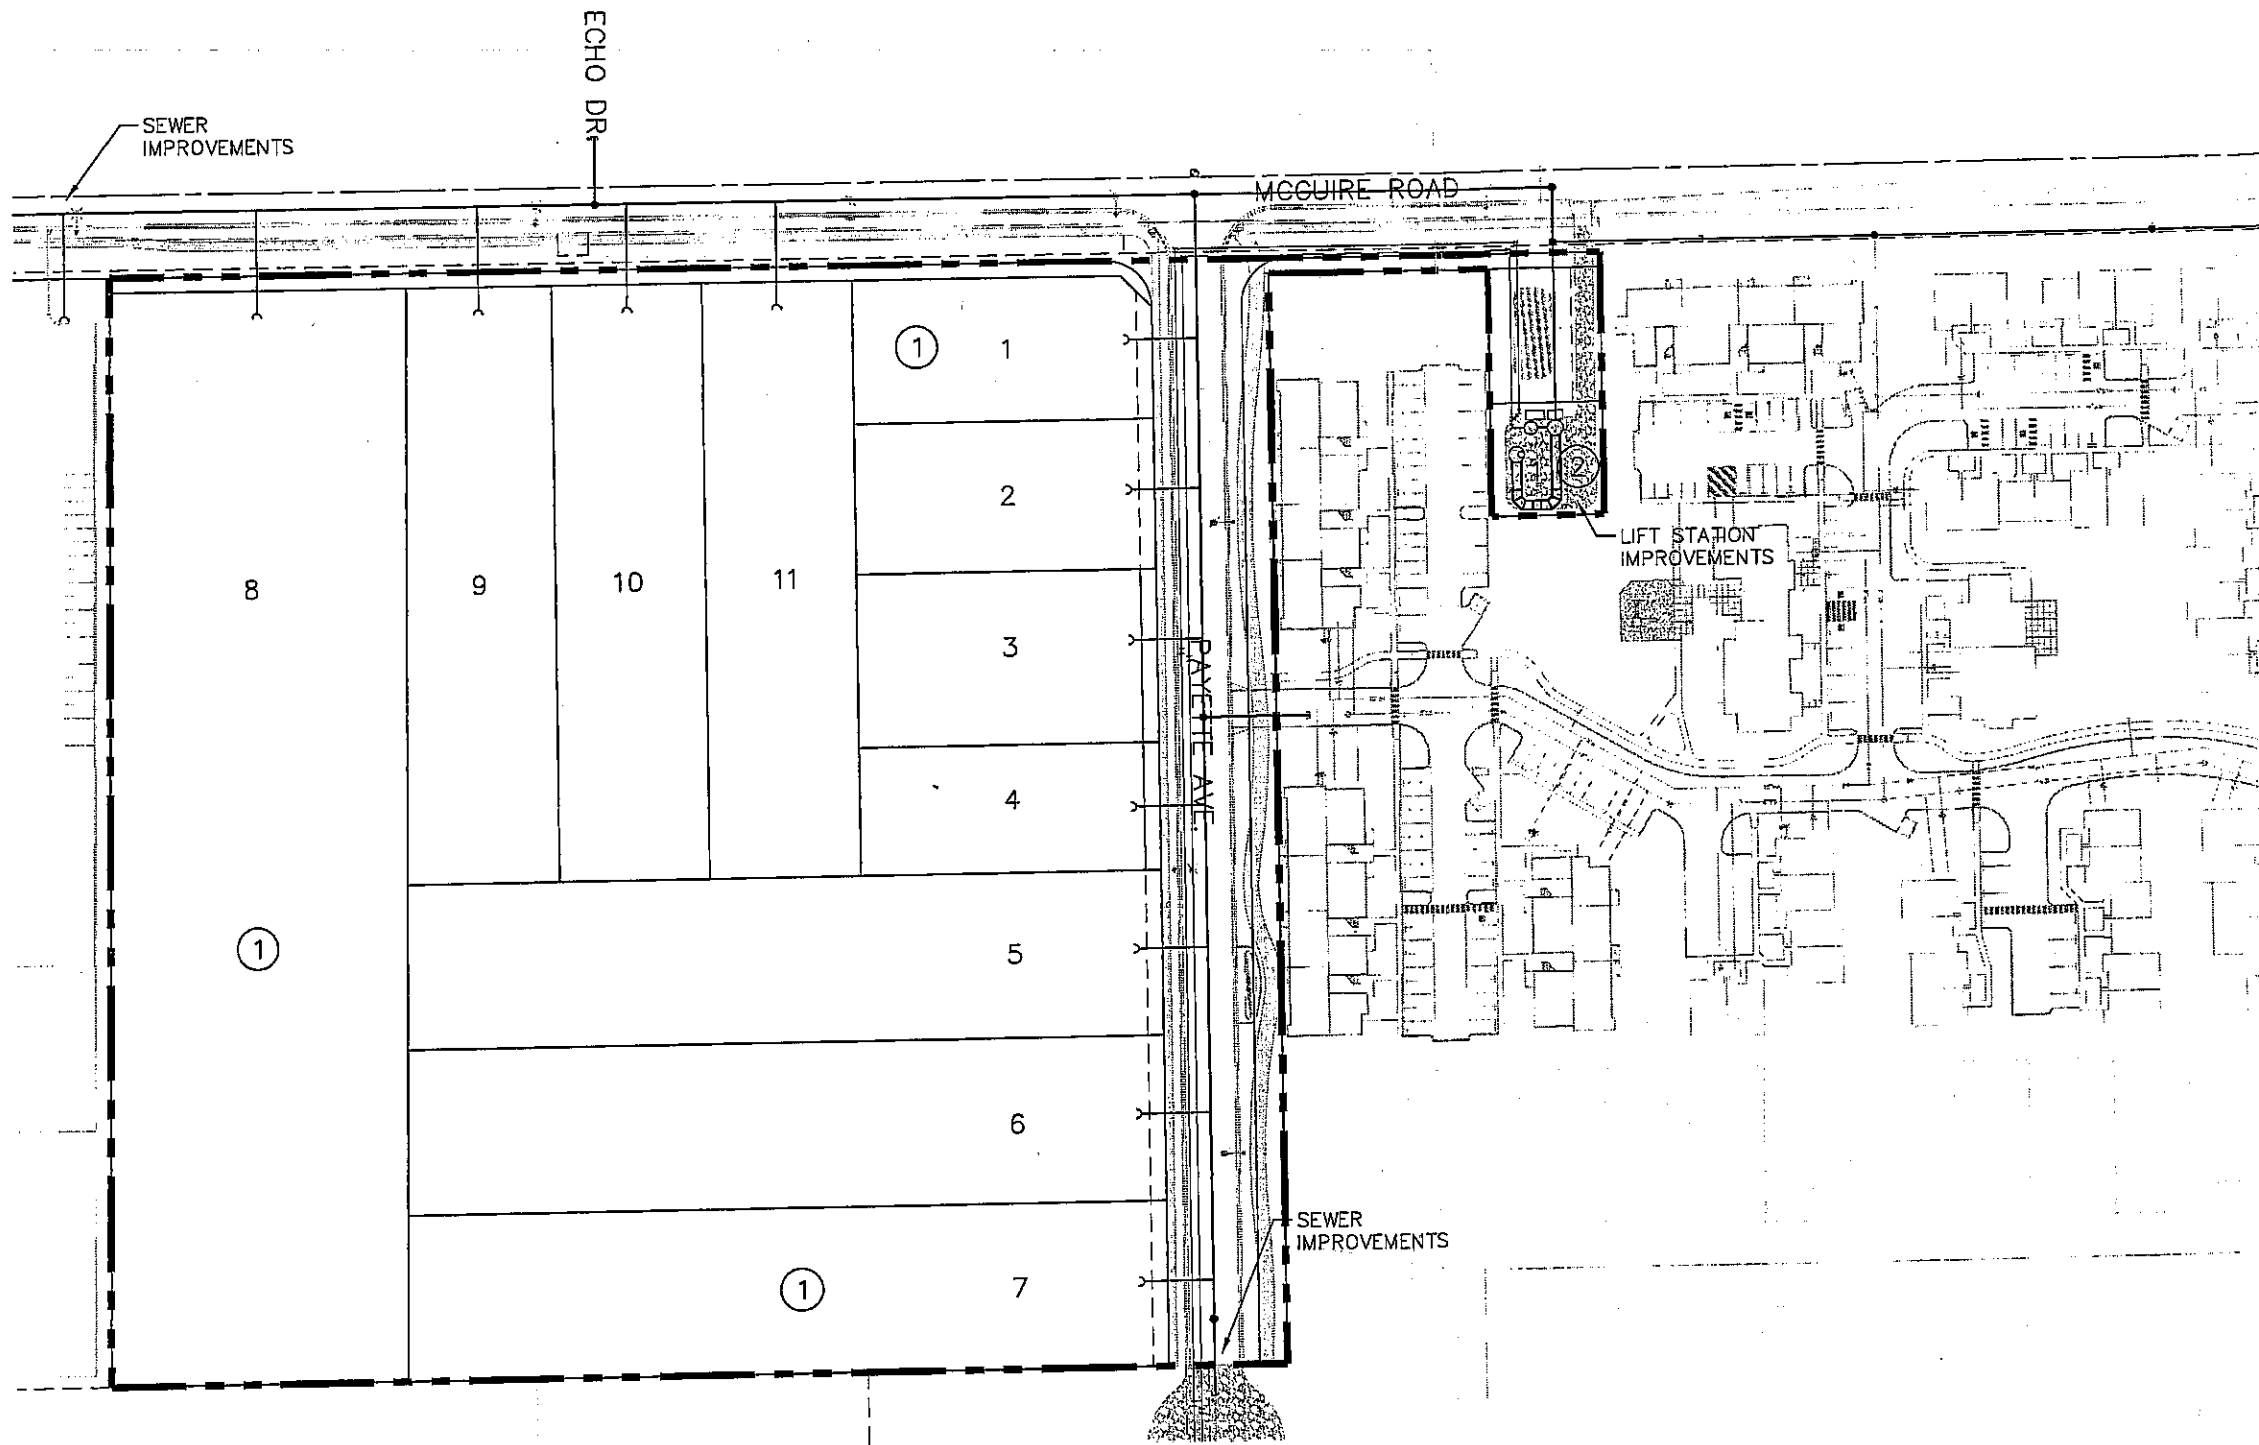 ECHO DR.
SEWER
IMPROVEMENTS
MCGUIRE ROAD
1
1
2
2
LIFT STATION
IMPROVEMENTS
8
9
10
11
3
PAYETTE AVE.
4
1
5
6
SEWER
IMPROVEMENTS
1
7